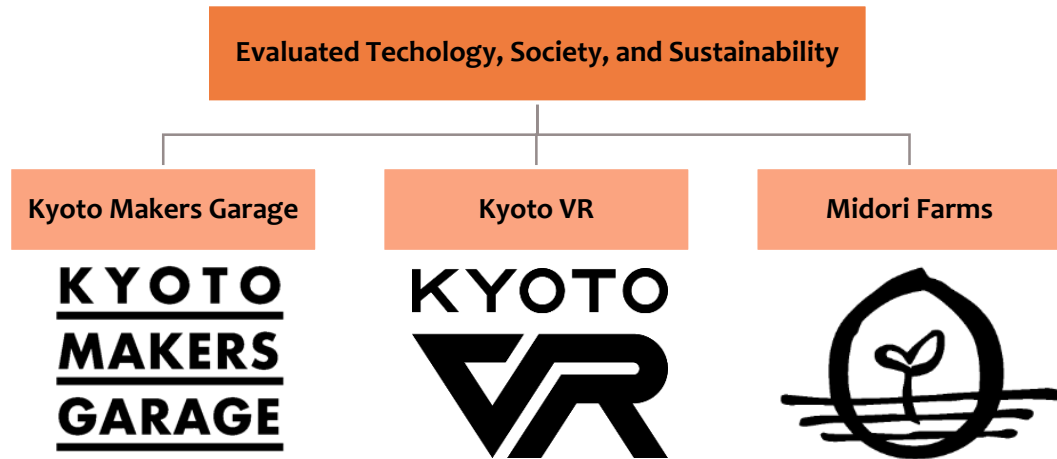 Evaluated Techology, Society, and Sustainability
Kyoto Makers Garage
Kyoto VR
Midori Farms
KYOTO
MAKERS
GARAGE
KYOTO
VR